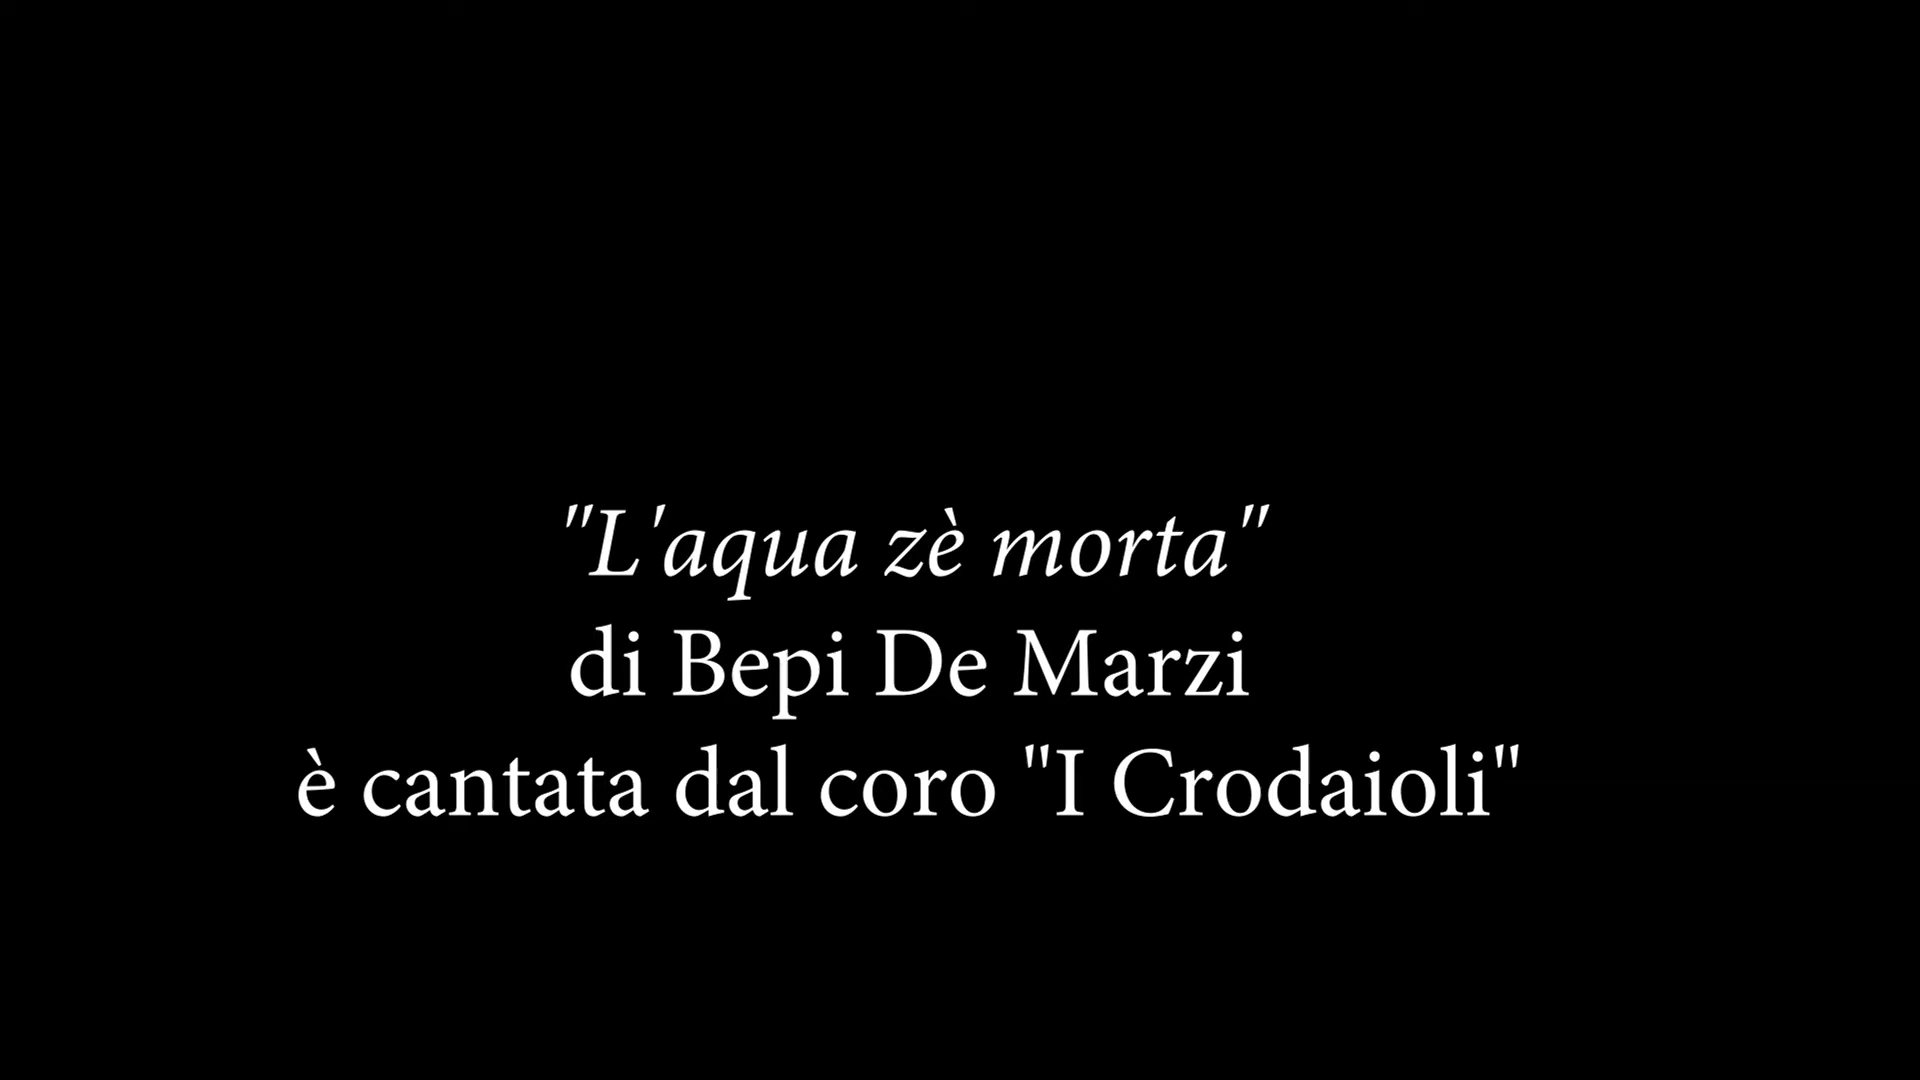 "L'aqua zè morta"
di Bepi De Marzi
è cantata dal coro "I Crodaioli"